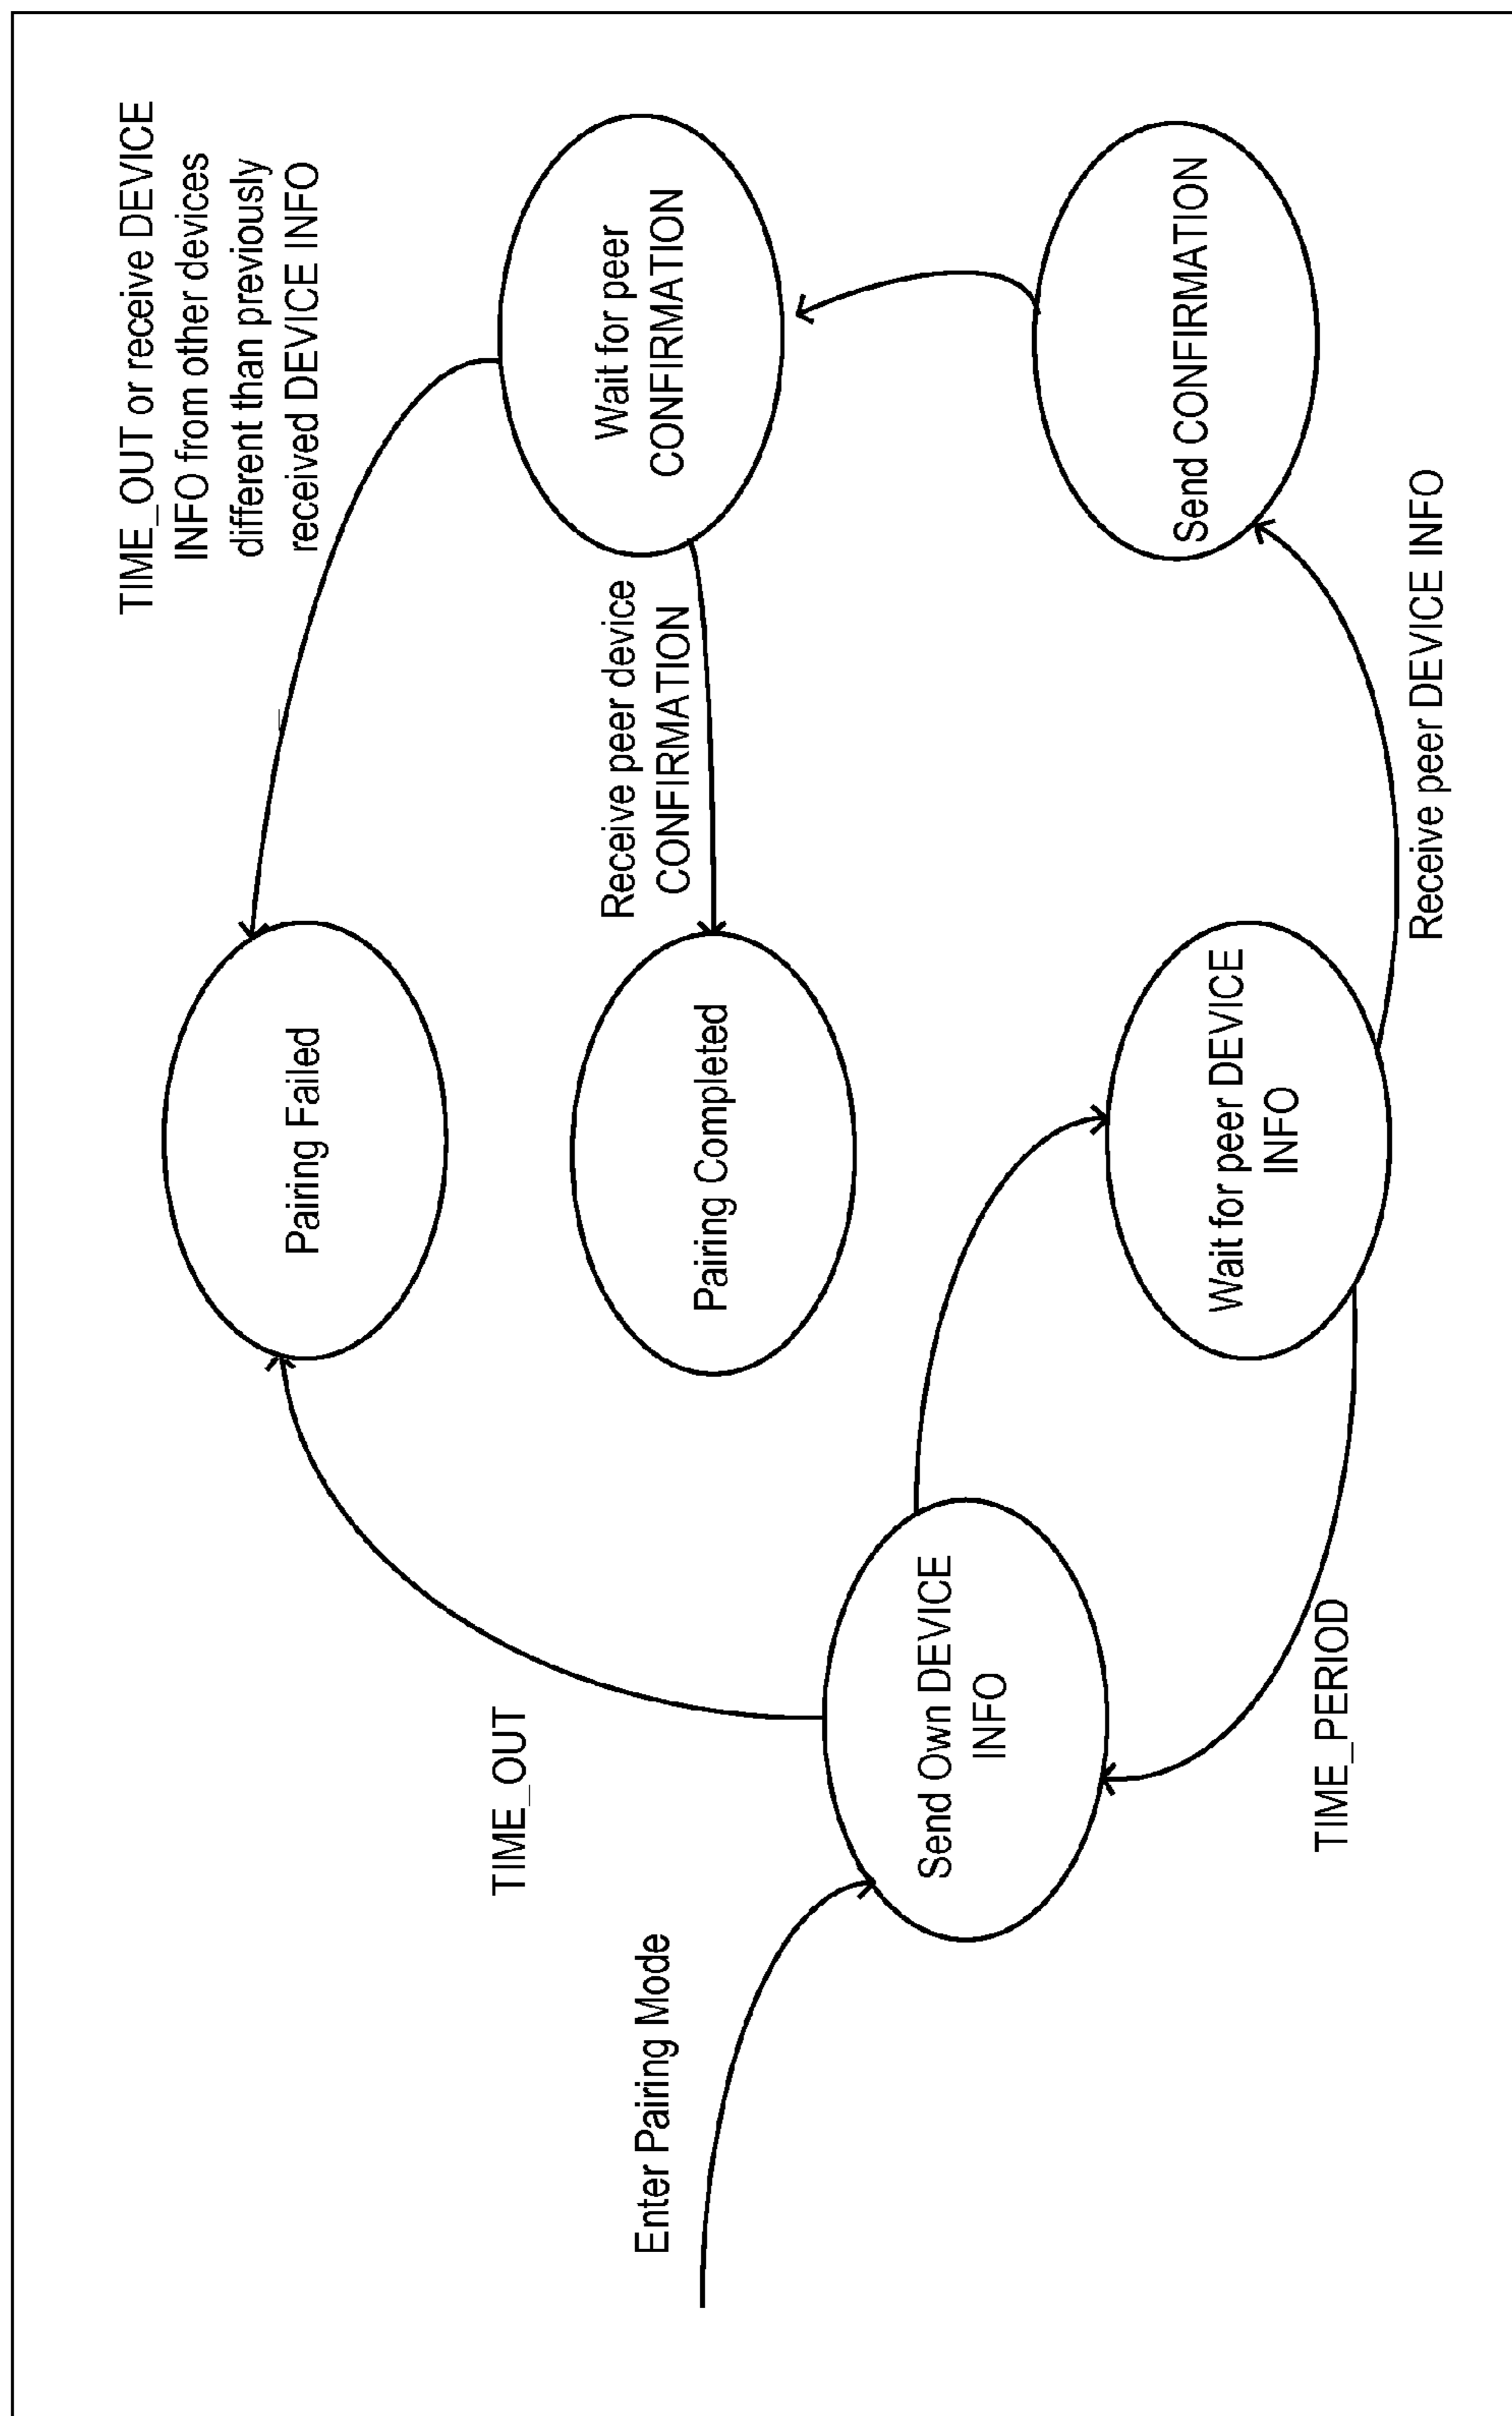 TIME_OUT or receive DEVICE
INFO from other devices
different than previously
received DEVICE INFO
Pairing Failed
TIME_OUT
Wait for peer
CONFIRMATION
Receive peer device
CONFIRMATION
Pairing Completed
Enter Pairing Mode
Send Own DEVICE
INFO
Send CONFIRMATION
Wait for peer DEVICE
INFO
TIME_PERIOD
Receive peer DEVICE INFO